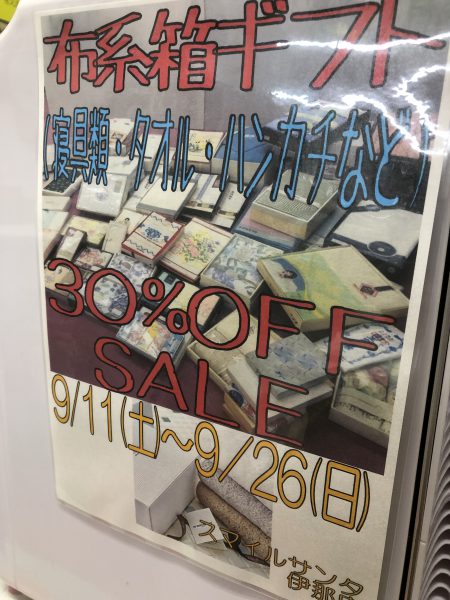 布系箱ギフト
(寝具類・タオル・ハンカチなど)
30%OFF
SALE
9/11(土)～9/26(日)
スマイルサンタ
伊那